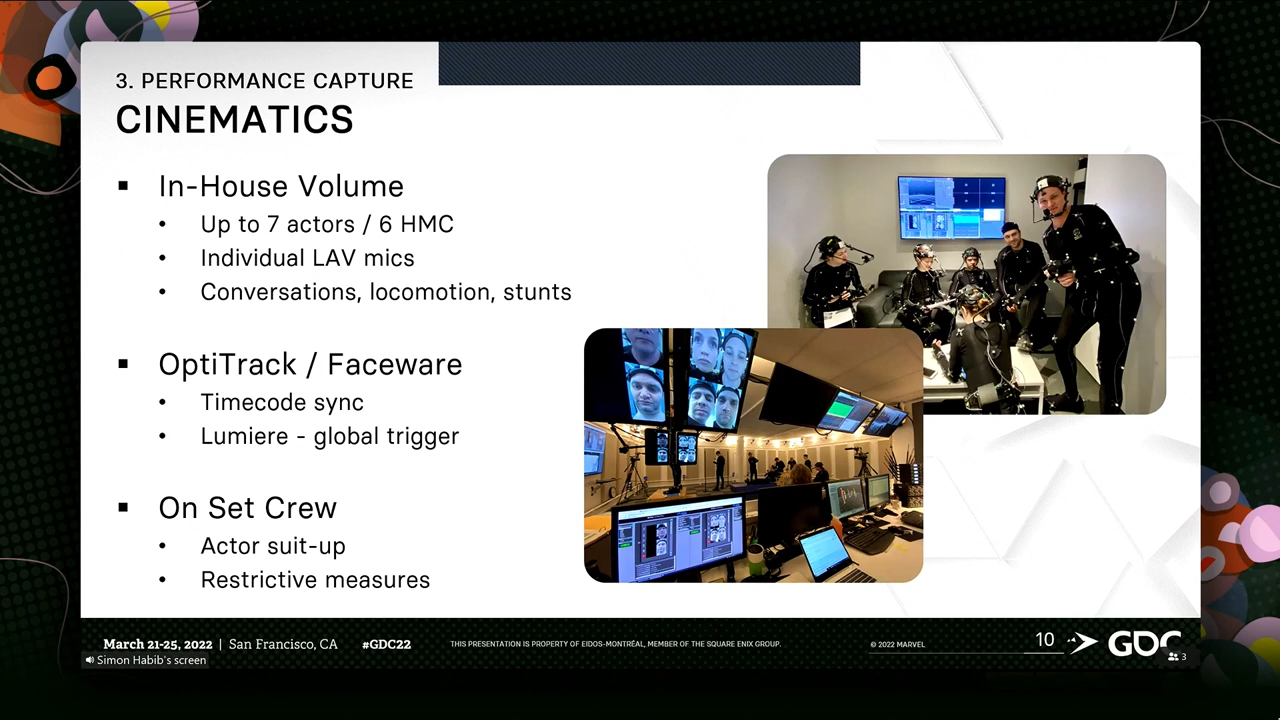 3. PERFORMANCE CAPTURE
CINEMATICS
▪ In-House Volume
• Up to 7 actors / 6 HMC
• Individual LAV mics
• Conversations, locomotion, stunts
▪ OptiTrack / Faceware
• Timecode sync
• Lumiere - global trigger
▪ On Set Crew
• Actor suit-up
• Restrictive measures
March 21-25, 2022 | San Francisco, CA #GDC22
THIS PRESENTATION IS PROPERTY OF EIDOS-MONTRÉAL, MEMBER OF THE SQUARE ENIX GROUP.
© 2022 MARVEL
10
GDC
Simon Habib's screen
3